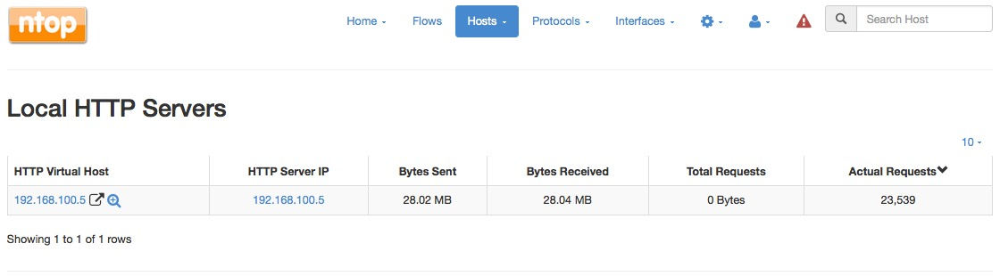 ntop
Home Flows Hosts Protocols Interfaces Search Host
Local HTTP Servers
10
HTTP Virtual Host HTTP Server IP Bytes Sent Bytes Received Total Requests Actual Requests
192.168.100.5 192.168.100.5 28.02 MB 28.04 MB 0 Bytes 23,539
Showing 1 to 1 of 1 rows